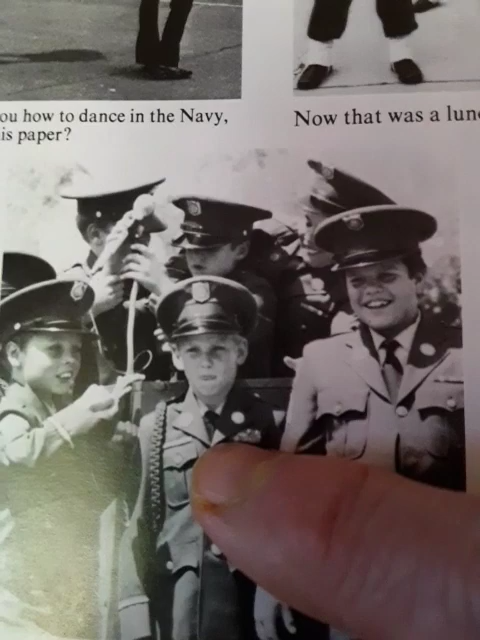 ou how to dance in the Navy,
is paper?
Now that was a lun